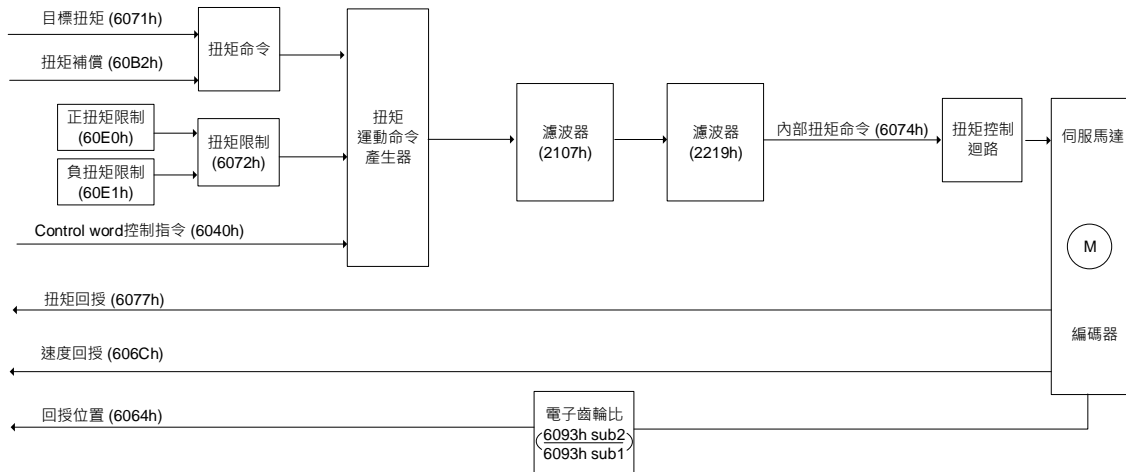 目標扭矩 (6071h)
扭矩補償 (60B2h)
扭矩命令
正扭矩限制
(60E0h)
負扭矩限制
(60E1h)
扭矩限制
(6072h)
Control word控制指令 (6040h)
扭矩
運動命令
產生器
濾波器
(2107h)
濾波器
(2219h)
內部扭矩命令 (6074h)
扭矩控制
迴路
伺服馬達
M
編碼器
扭矩回授 (6077h)
速度回授 (606Ch)
回授位置 (6064h)
電子齒輪比
6093h sub2
6093h sub1